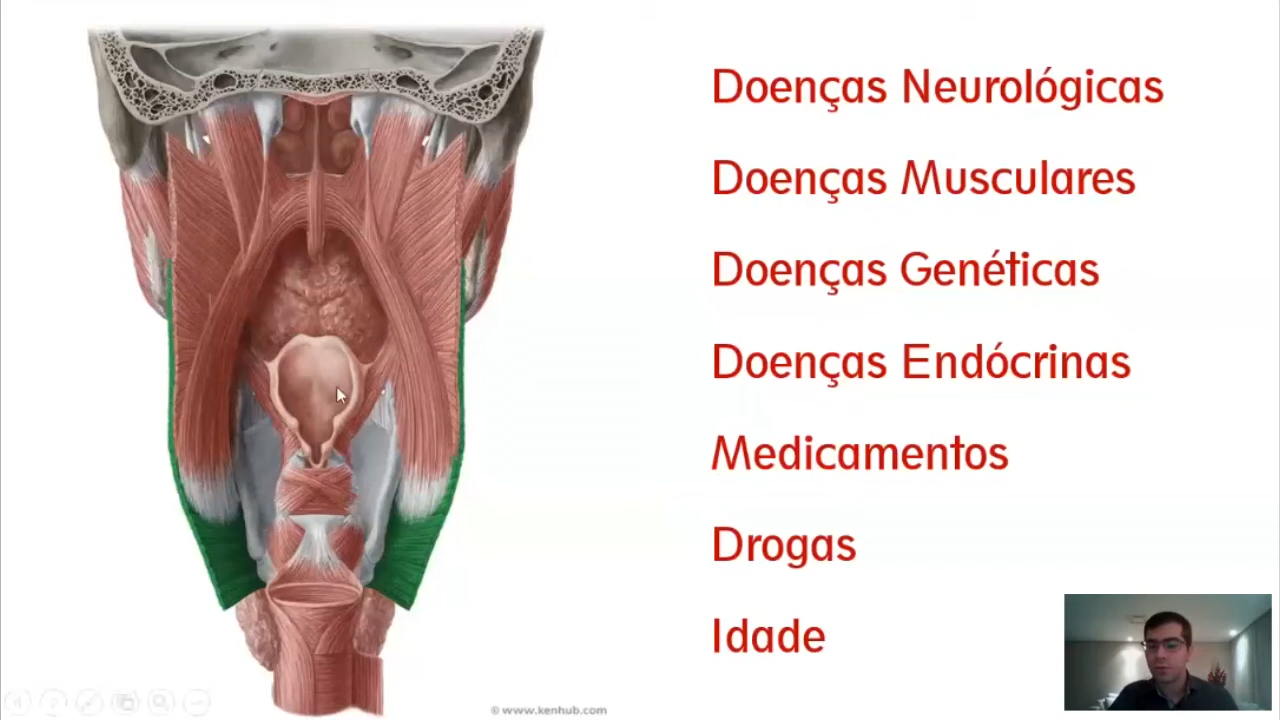 Doenças Neurológicas
Doenças Musculares
Doenças Genéticas
Doenças Endócrinas
Medicamentos
Drogas
Idade
© www.kenhub.com